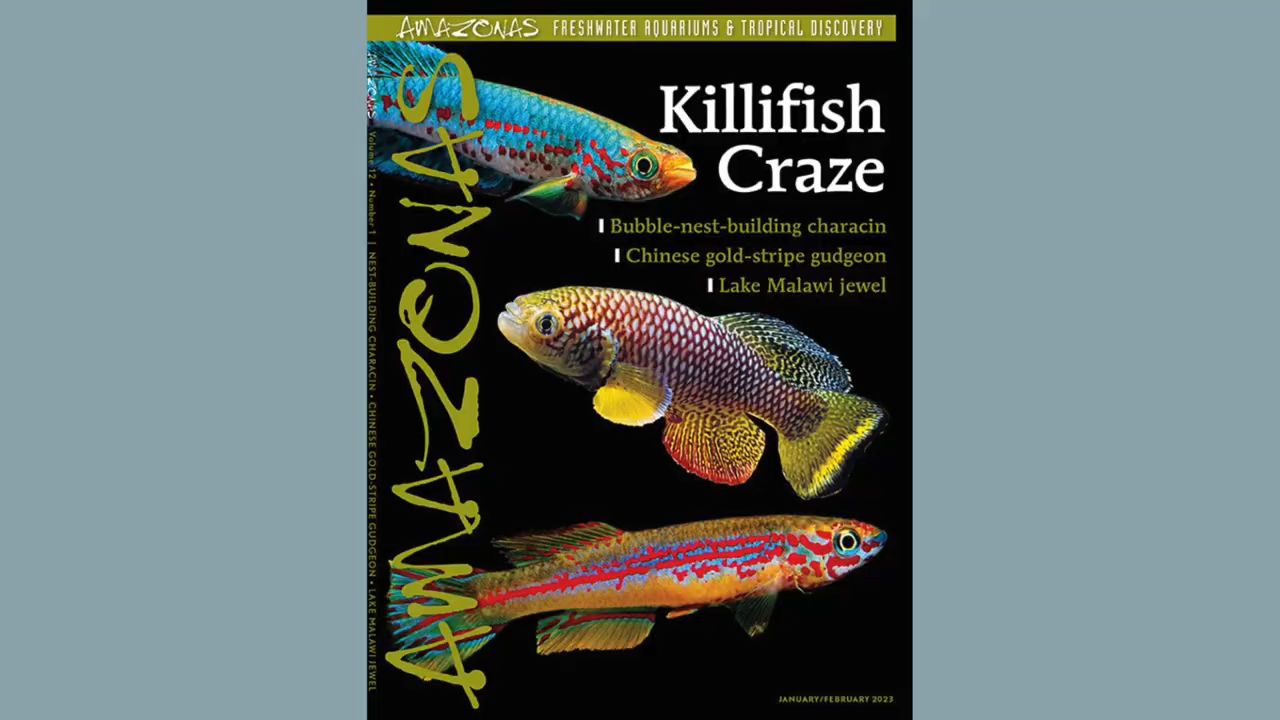 AMAZONAS FRESHWATER AQUARIUMS & TROPICAL DISCOVERY
Killifish
Craze
Bubble-nest-building characin
Chinese gold-stripe gudgeon
Lake Malawi jewel
AMAZONAS
AMAZONAS Volume 12 • Number 1 | NEST-BUILDING CHARACIN • CHINESE GOLD-STRIPE GUDGEON • LAKE MALAWI JEWEL
JANUARY/FEBRUARY 2023